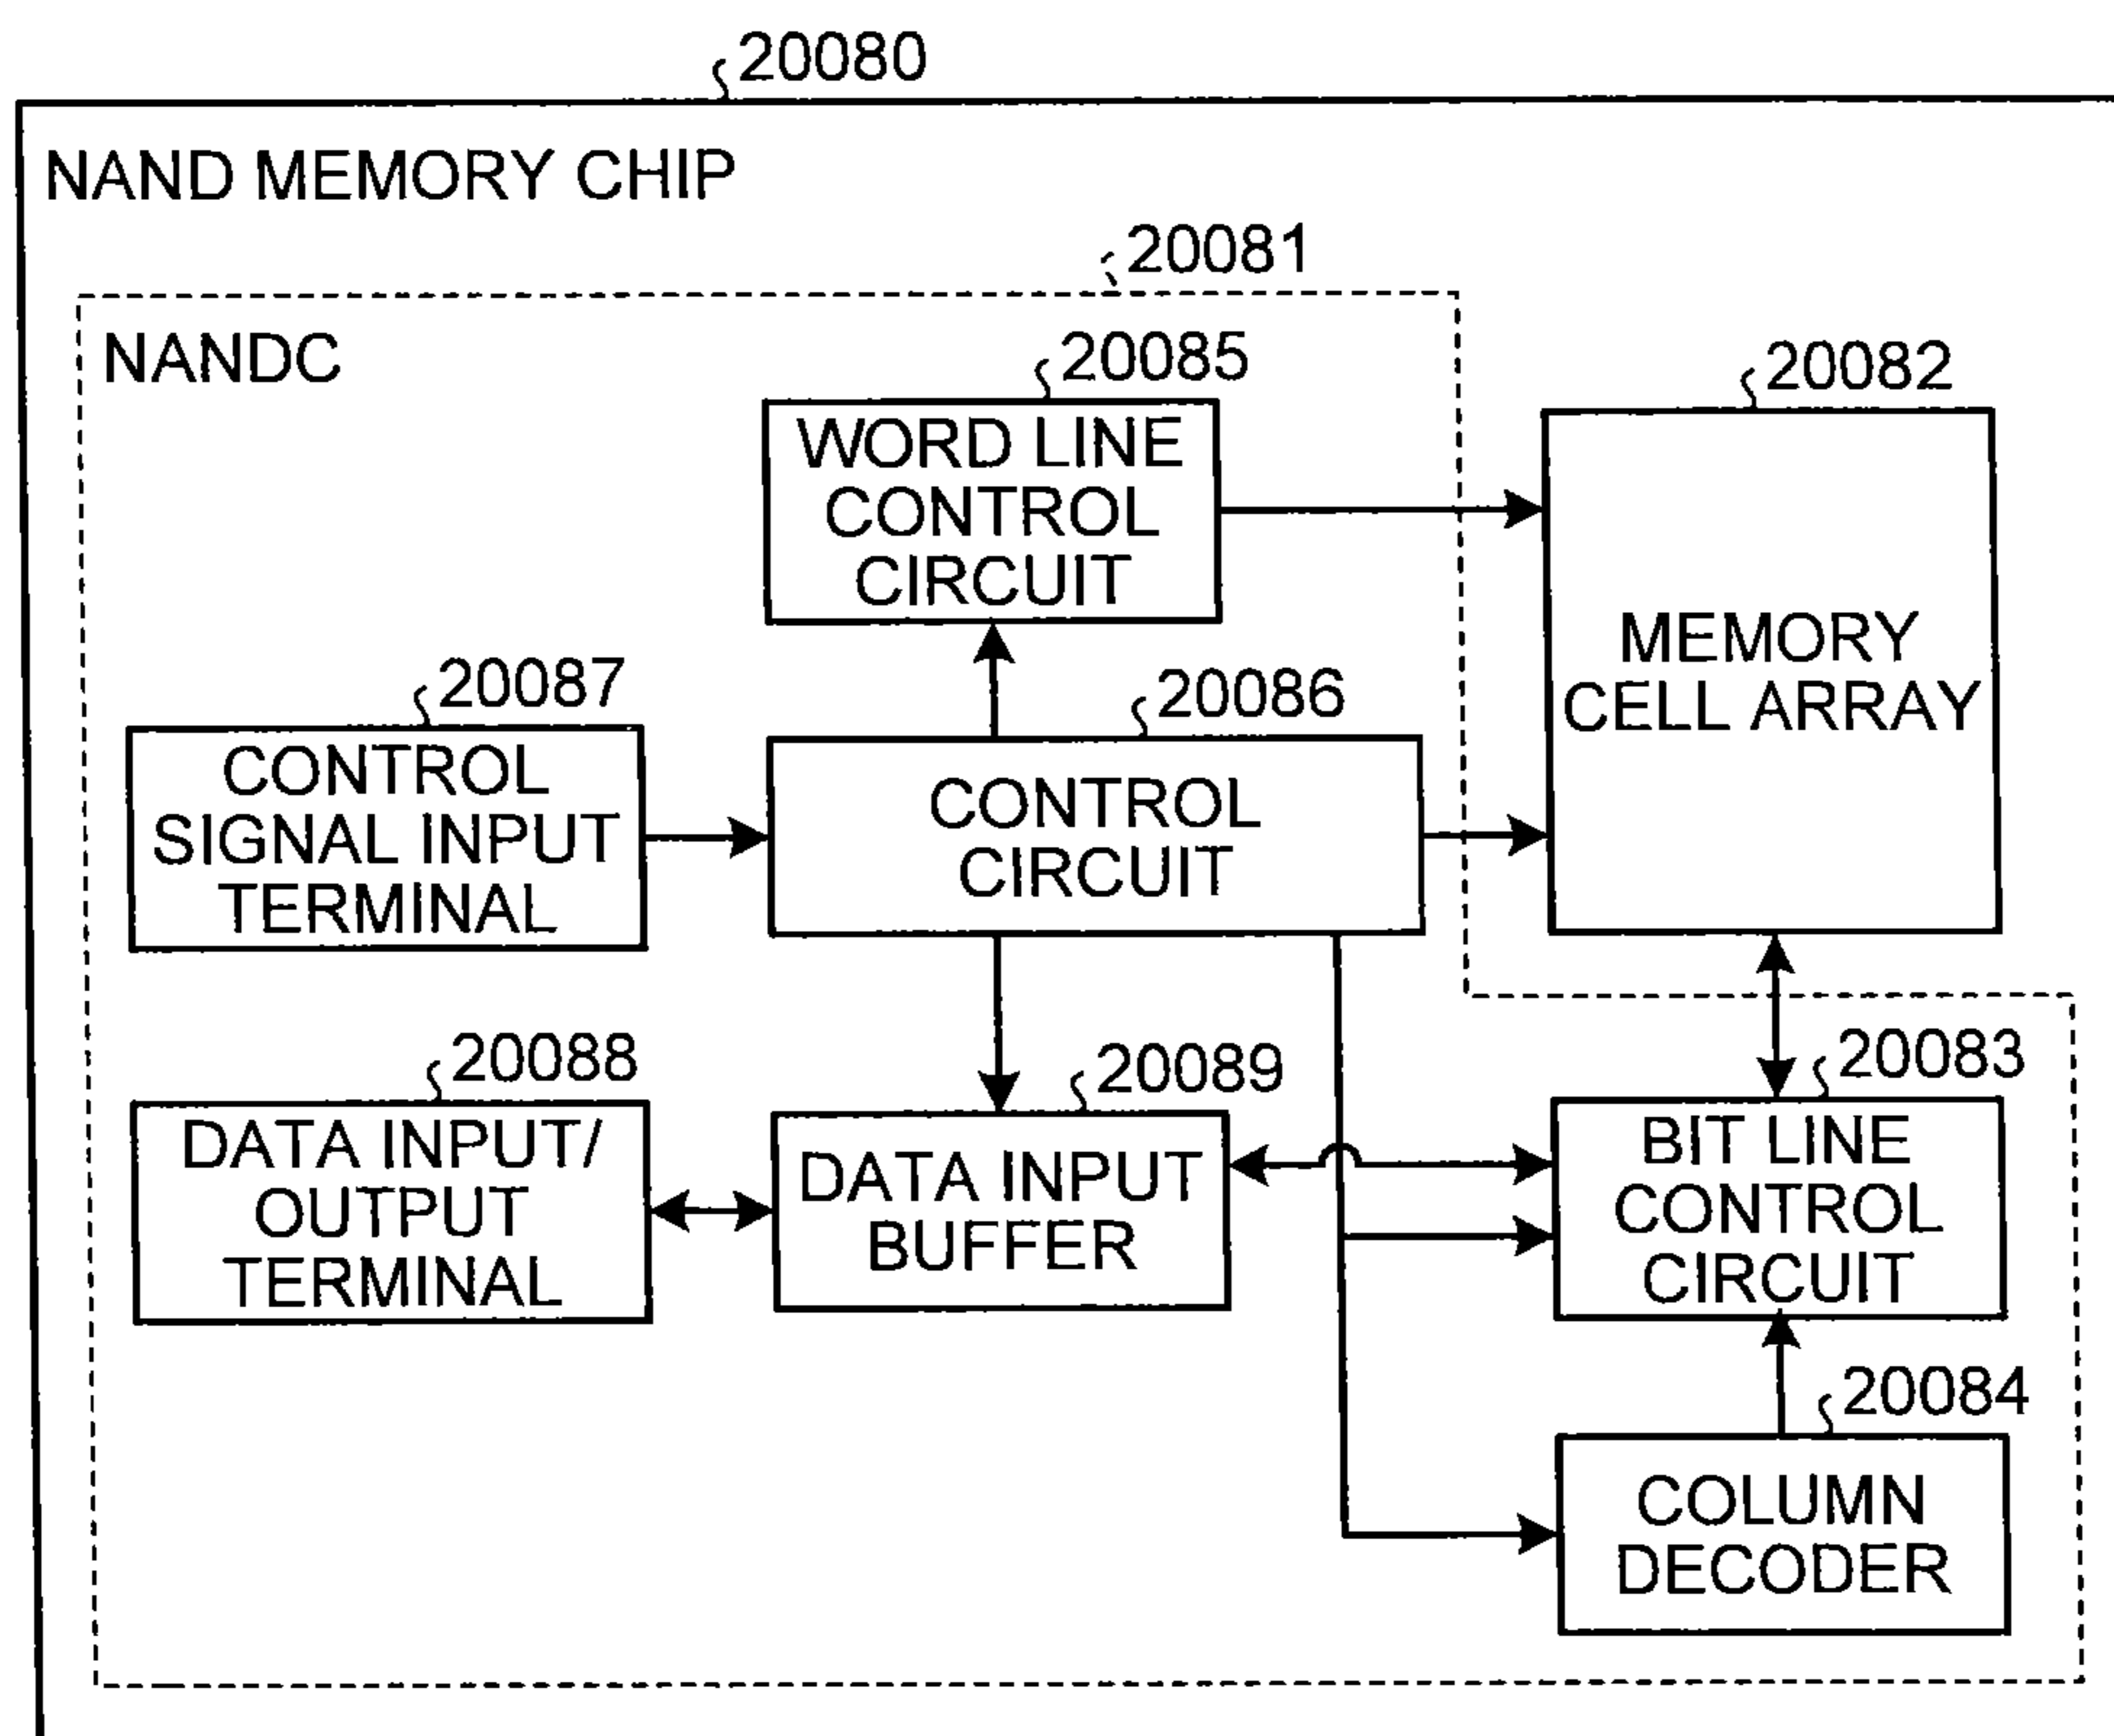 20080
NAND MEMORY CHIP
20081
NANDC
20085
WORD LINE
CONTROL
CIRCUIT
20082
MEMORY
CELL ARRAY
20087
CONTROL
SIGNAL INPUT
TERMINAL
20086
CONTROL
CIRCUIT
20088
DATA INPUT/
OUTPUT
TERMINAL
20089
DATA INPUT
BUFFER
20083
BIT LINE
CONTROL
CIRCUIT
20084
COLUMN
DECODER